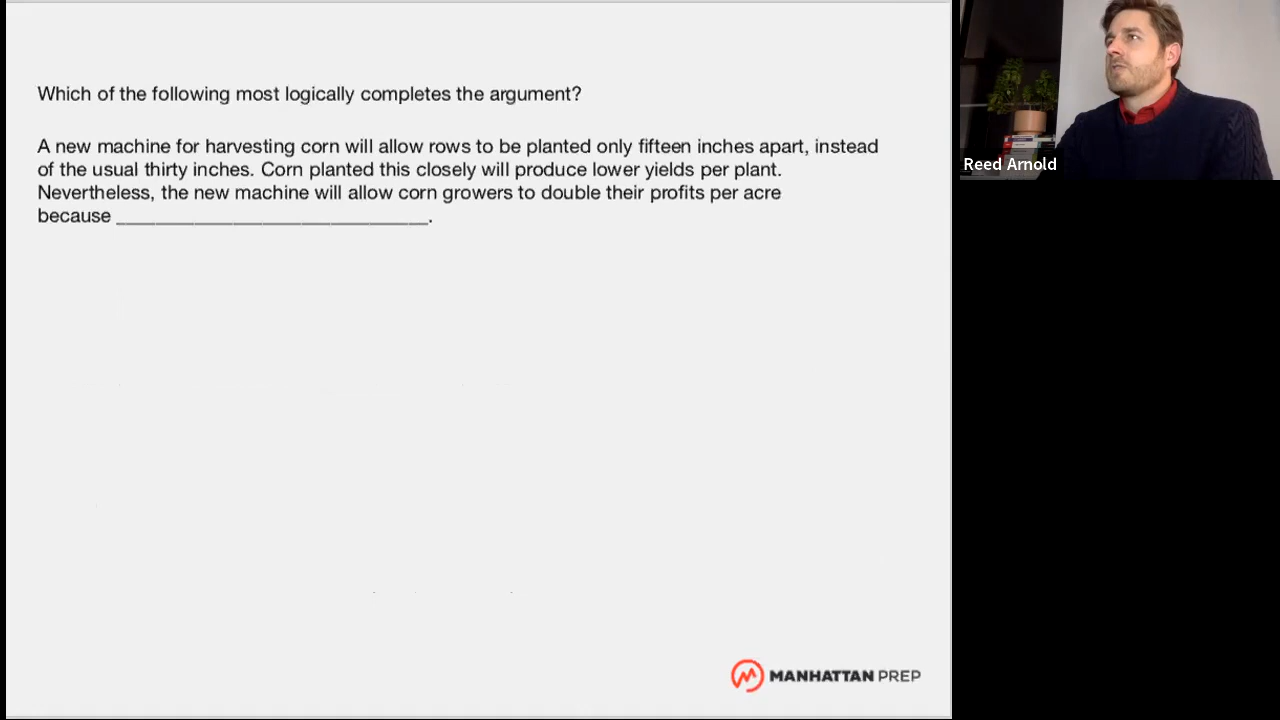 Which of the following most logically completes the argument?
A new machine for harvesting corn will allow rows to be planted only fifteen inches apart, instead
of the usual thirty inches. Corn planted this closely will produce lower yields per plant.
Nevertheless, the new machine will allow corn growers to double their profits per acre
because ____________________________.
Reed Arnold
MANHATTAN PREP